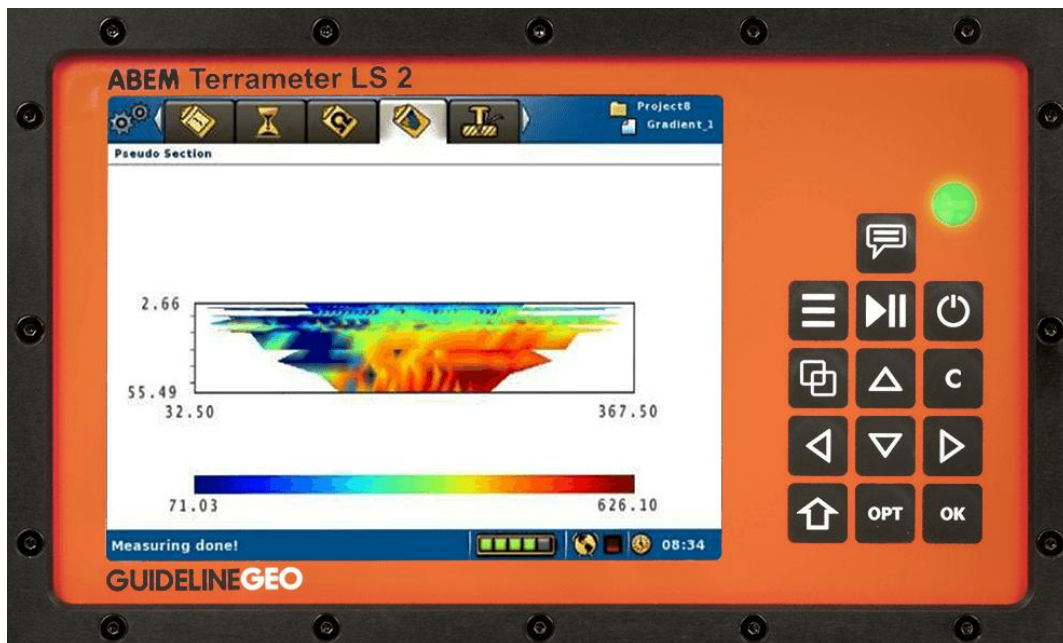 ABEM Terrameter LS 2
Project8
Gradient_1
Pseudo Section
2.66
55.49
32.50
367.50
71.03
626.10
Measuring done!
08:34
GUIDELINEGEO
C
OPT
OK